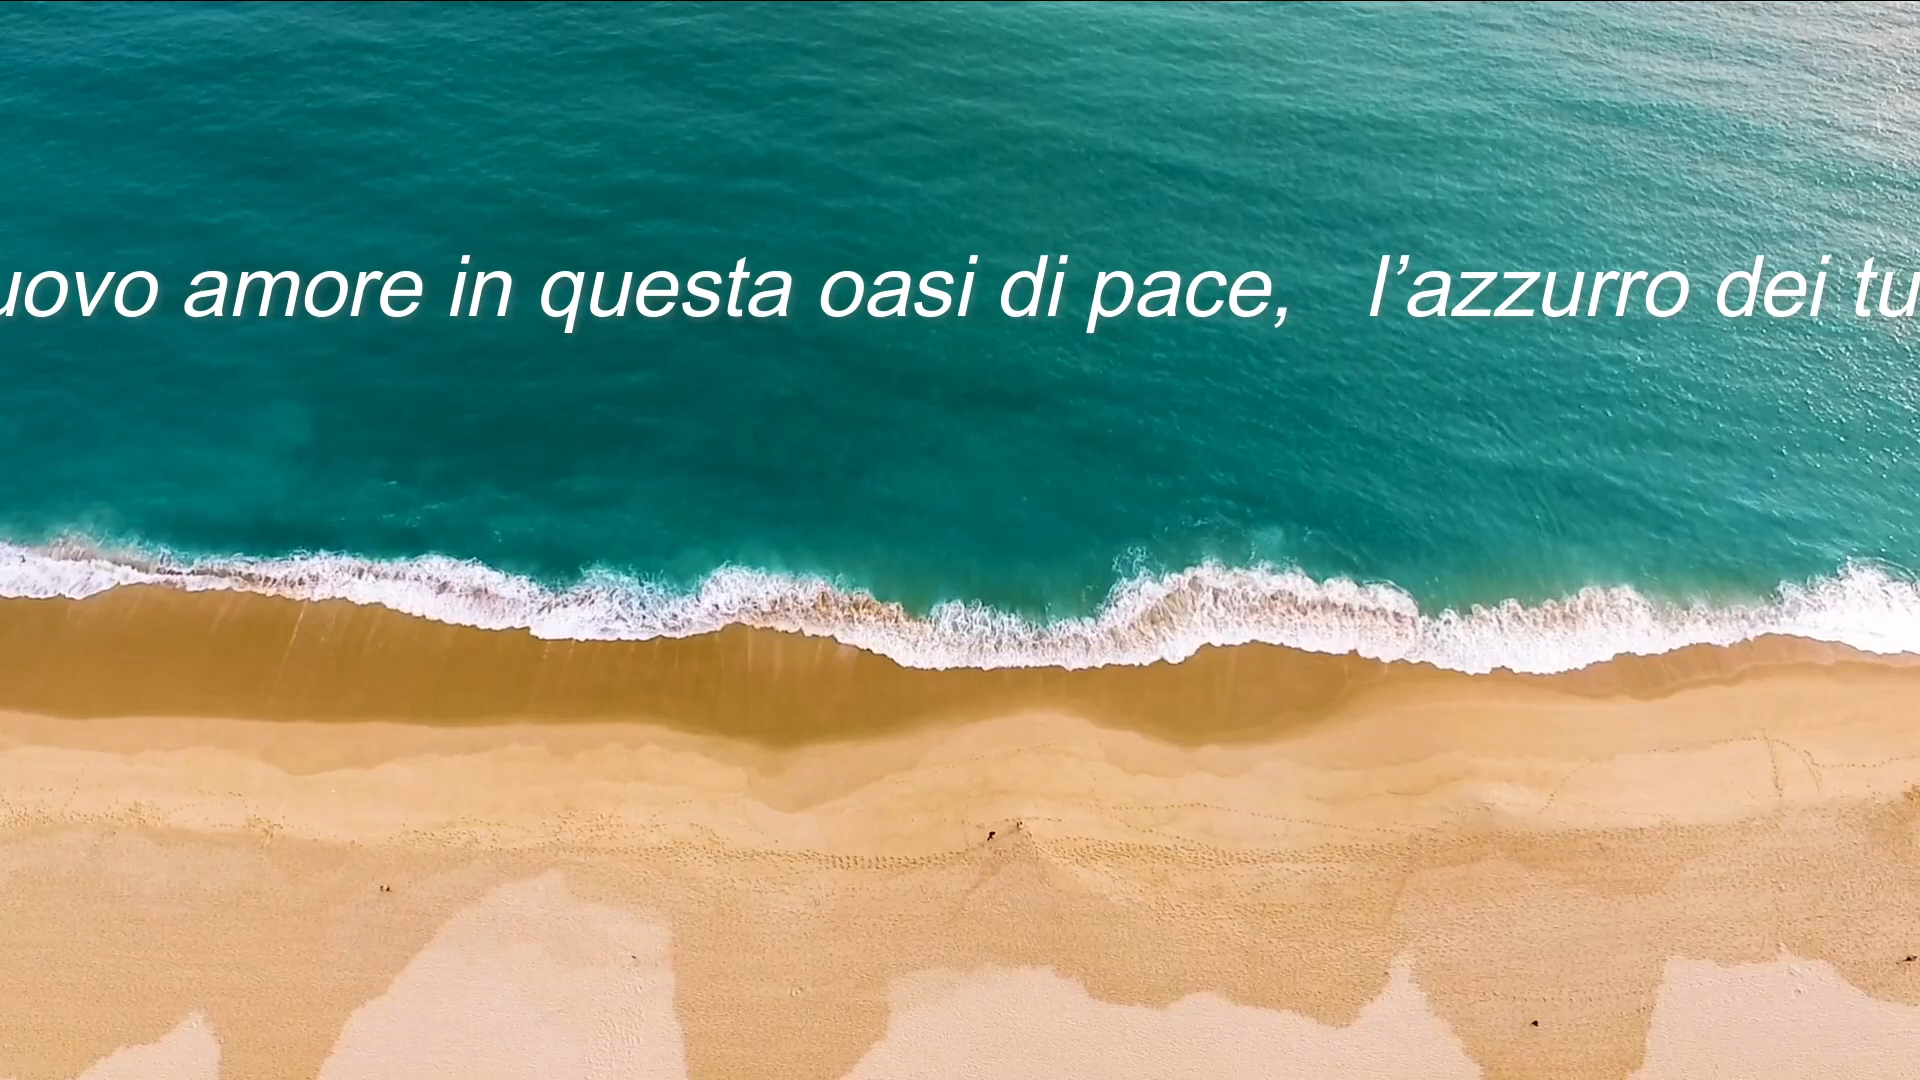 uovo amore in questa oasi di pace, l’azzurro dei tu